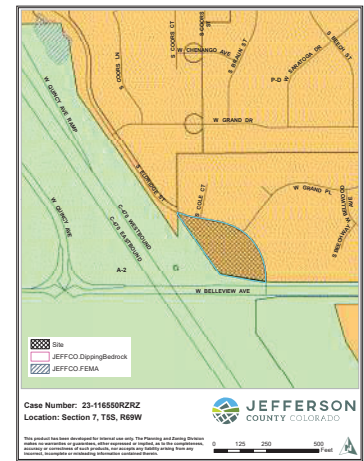 S COORS CT
S COORS ST
W CHENANGO AVE
S BRAUN ST
W SARATOGA DR
S BEECH ST
P-D
S COORS LN
W QUINCY AVE RAMP
W GRAND DR
S ELDRIDGE ST
S COLE CT
W GRAND PL
W QUINCY AVE
C-470 WESTBOUND
C-470 EASTBOUND
A-2
W BELLEVIEW AVE
Site
JEFFCO.DippingBedrock
JEFFCO.FEMA
Case Number: 23-116550RZRZ
Location: Section 7, T5S, R69W
JEFFERSON
COUNTY COLORADO
This product has been developed for internal use only. The Planning and Zoning Division
makes no warranties or guarantees, either expressed or implied, as to the completeness,
accuracy or correctness of such products, nor accepts any liability arising from any
incorrect, incomplete or misleading information contained therein.
0 125 250 500
Feet